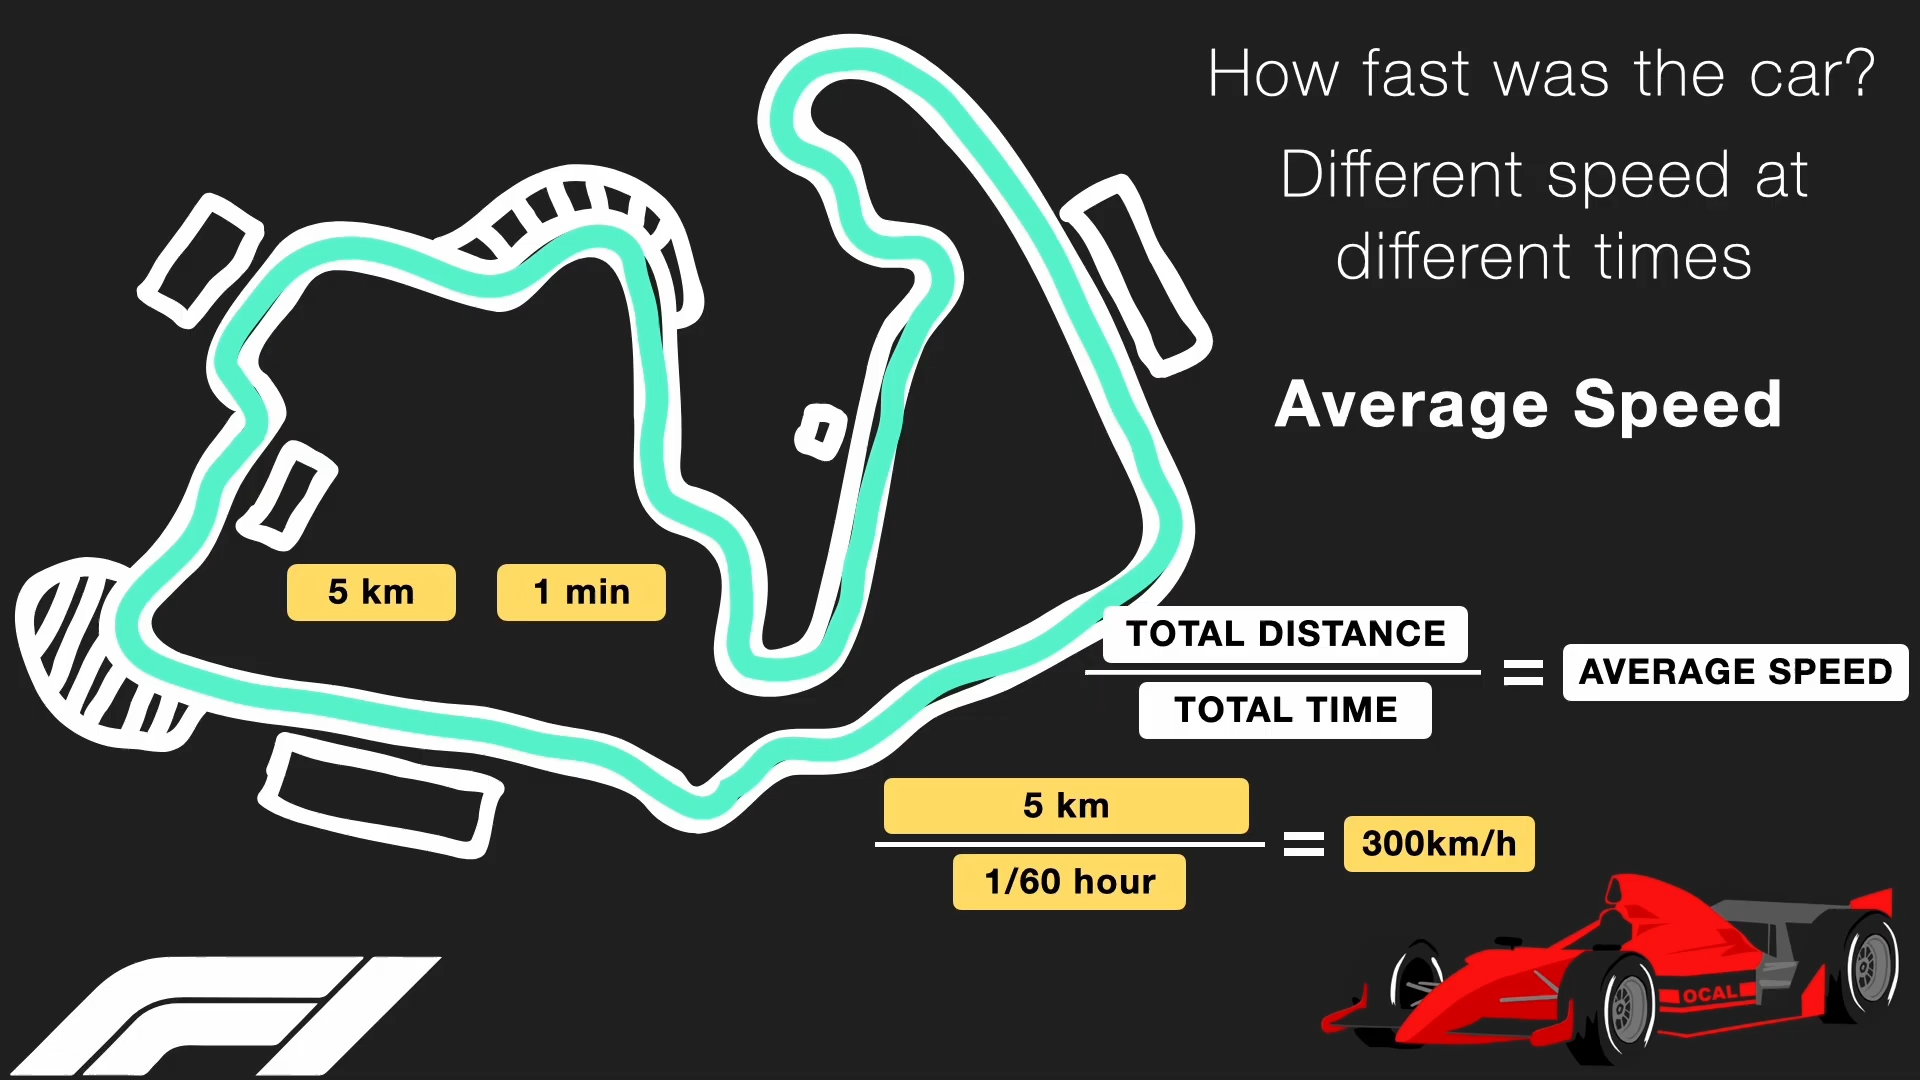 How fast was the car?
Different speed at
different times
Average Speed
5 km
1 min
TOTAL DISTANCE
TOTAL TIME
=
AVERAGE SPEED
5 km
1/60 hour
=
300km/h
OCAL
F1